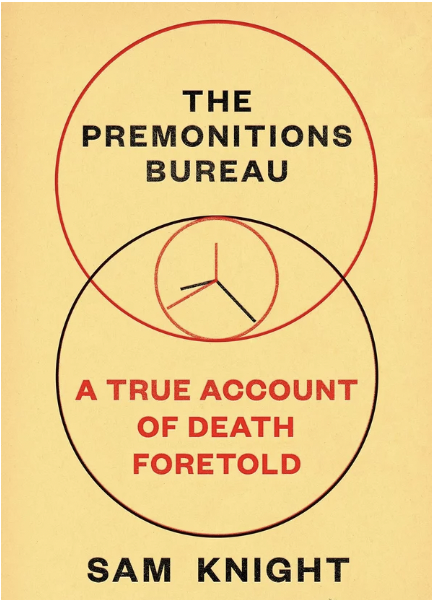 THE
PREMONITIONS
BUREAU
A TRUE ACCOUNT
OF DEATH
FORETOLD
SAM KNIGHT